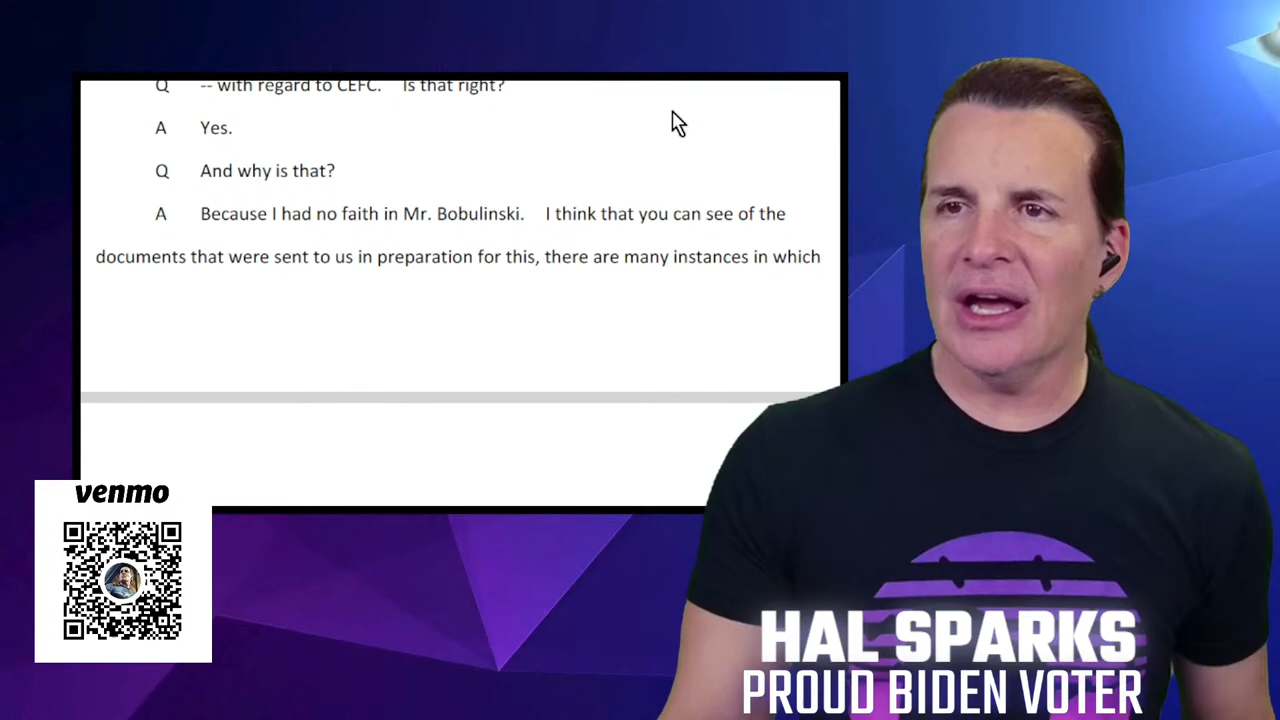 Q -- with regard to CEFC. Is that right?
A Yes.
Q And why is that?
A Because I had no faith in Mr. Bobulinski. I think that you can see of the
documents that were sent to us in preparation for this, there are many instances in which
venmo
HAL SPARKS
PROUD BIDEN VOTER